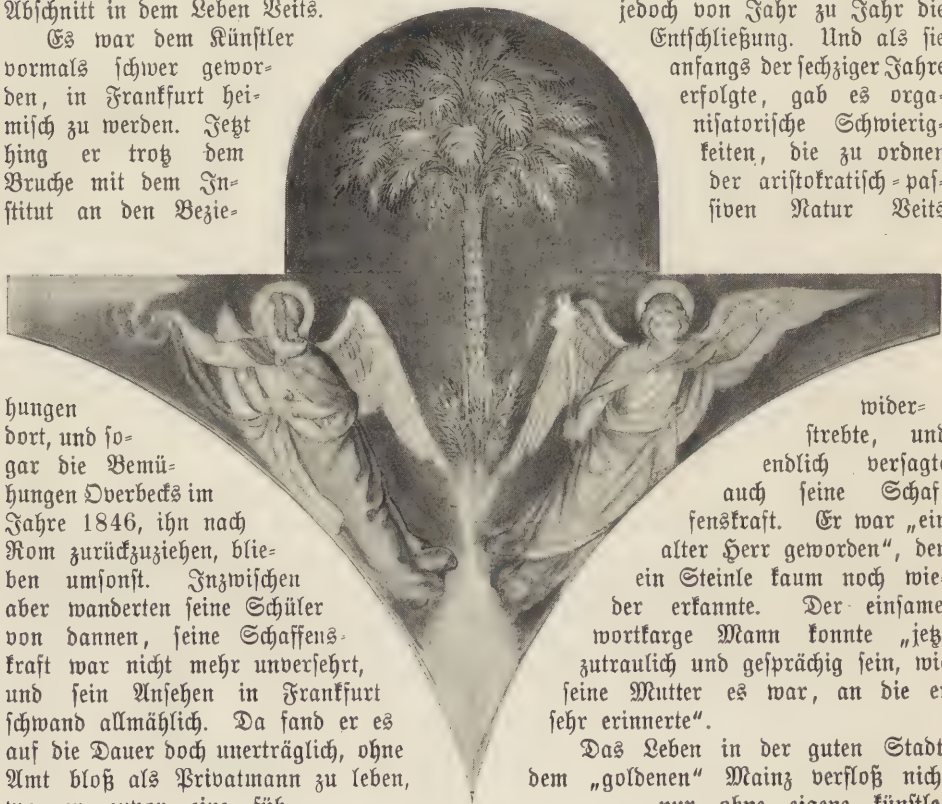 Abschnitt in dem Leben Veits.
Es war dem Künstler
vormals schwer gewor-
den, in Frankfurt hei-
misch zu werden. Jetzt
hing er trotz dem
Bruche mit dem In-
stitut an den Bezie-
hungen
dort, und so-
gar die Bemü-
hungen Overbecks im
Jahre 1846, ihn nach
Rom zurückzuziehen, blie-
ben umsonst. Inzwischen
aber wanderten seine Schüler
von dannen, seine Schaffens-
kraft war nicht mehr unversehrt,
und sein Ansehen in Frankfurt
schwand allmählich. Da fand er es
auf die Dauer doch unerträglich, ohne
Amt bloß als Privatmann zu leben,
jedoch von Jahr zu Jahr die
Entschließung. Und als sie
anfangs der sechziger Jahre
erfolgte, gab es orga-
nisatorische Schwierig-
keiten, die zu ordnen
der aristokratisch-pas-
siven Natur Veits
wider-
strebte, und
endlich versagte
auch seine Schaf-
fenskraft. Er war „ein
alter Herr geworden“, den
ein Steinle kaum noch wie-
der erkannte. Der einsame
wortkarge Mann konnte
zutraulich und gesprächig sein,
seine Mutter es war, an die
sehr erinnerte“.
Das Leben in der guten Stadt
dem „goldenen“ Mainz verfloß